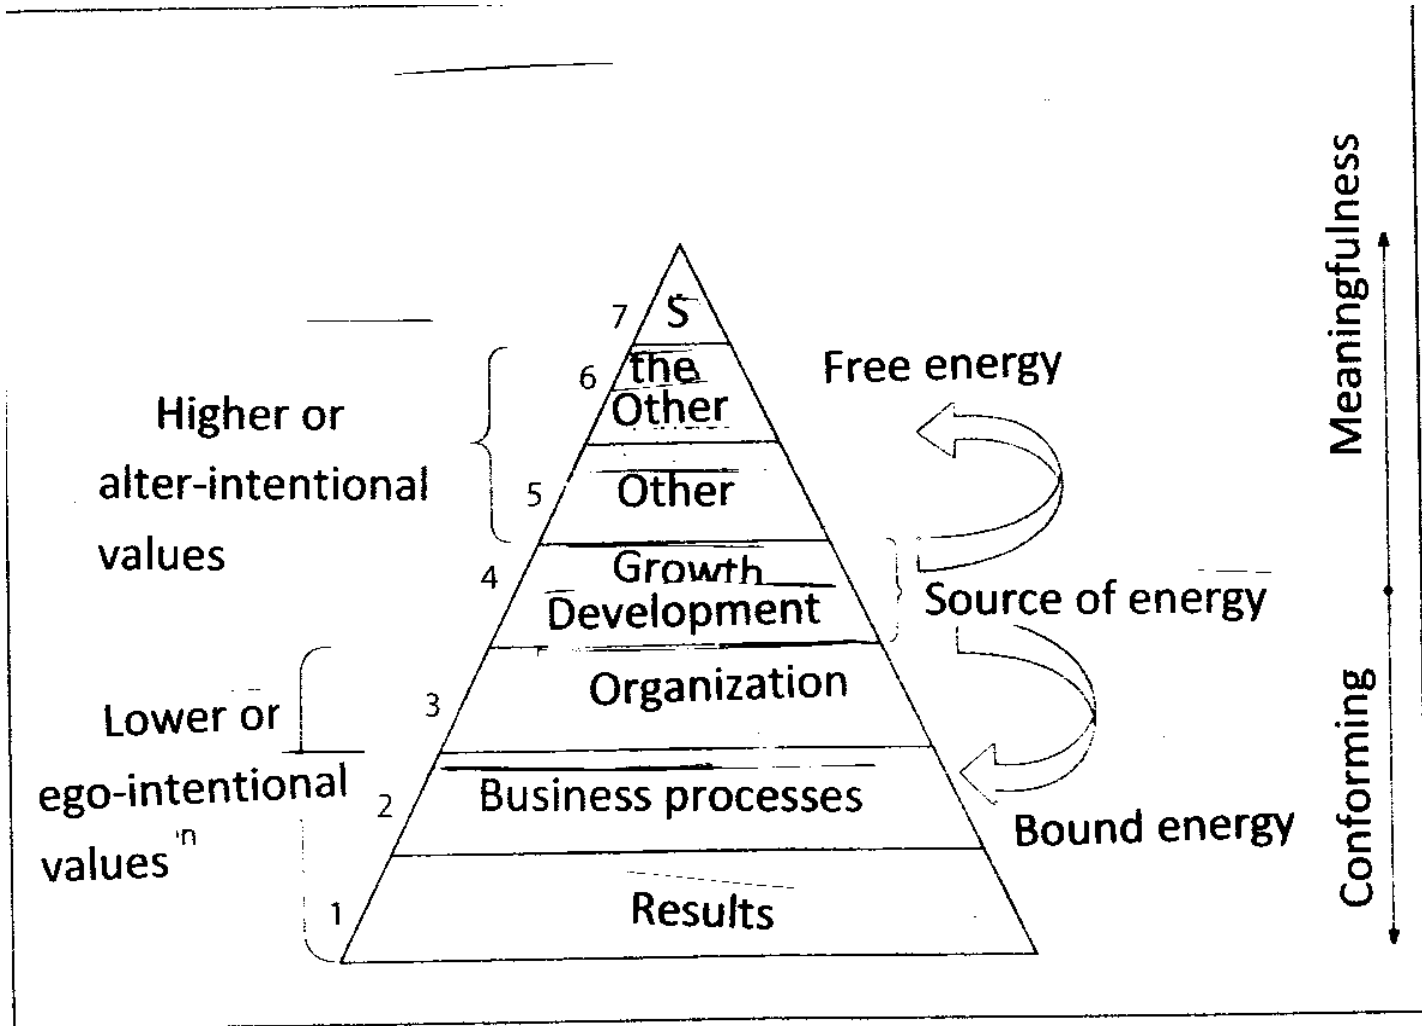 Meaningfulness
7 S
6 the
Other
Free energy
Higher or
alter-intentional
values
5 Other
4 Growth
Development
Source of energy
3 Organization
Lower or
ego-intentional
values
2 Business processes
Bound energy
Conforming
1 Results